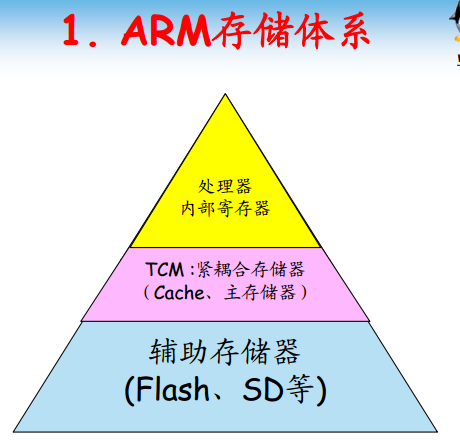 1. ARM存储体系
处理器
内部寄存器
TCM :紧耦合存储器
（Cache、主存储器）
辅助存储器
(Flash、SD等)